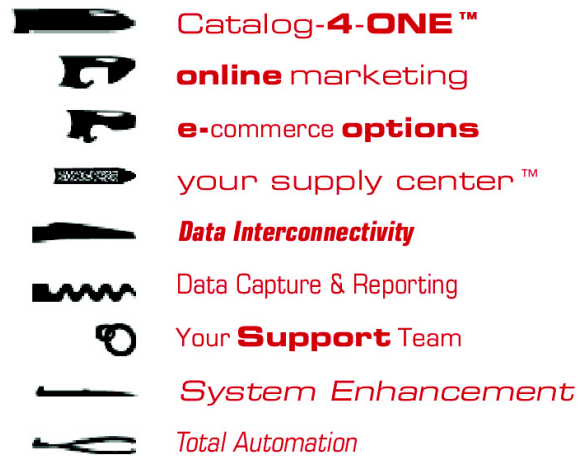 Catalog-4-ONE™
online marketing
e-commerce options
your supply center™
Data Interconnectivity
Data Capture & Reporting
Your Support Team
System Enhancement
Total Automation